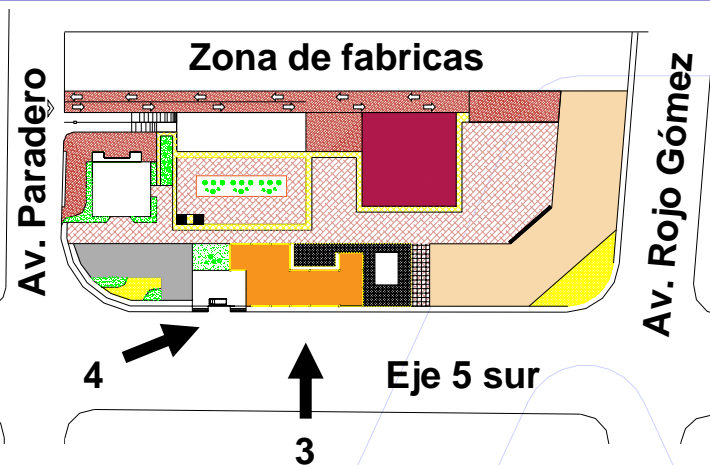 Zona de fabricas
Av. Paradero
Av. Rojo Gómez
4
Eje 5 sur
3